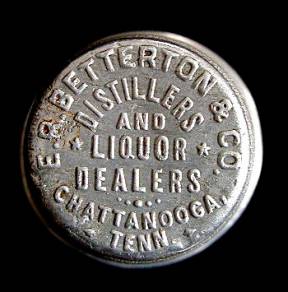 E. R. BETTERTON & CO.
DISTILLERS
AND
LIQUOR
DEALERS
CHATTANOOGA,
TENN.